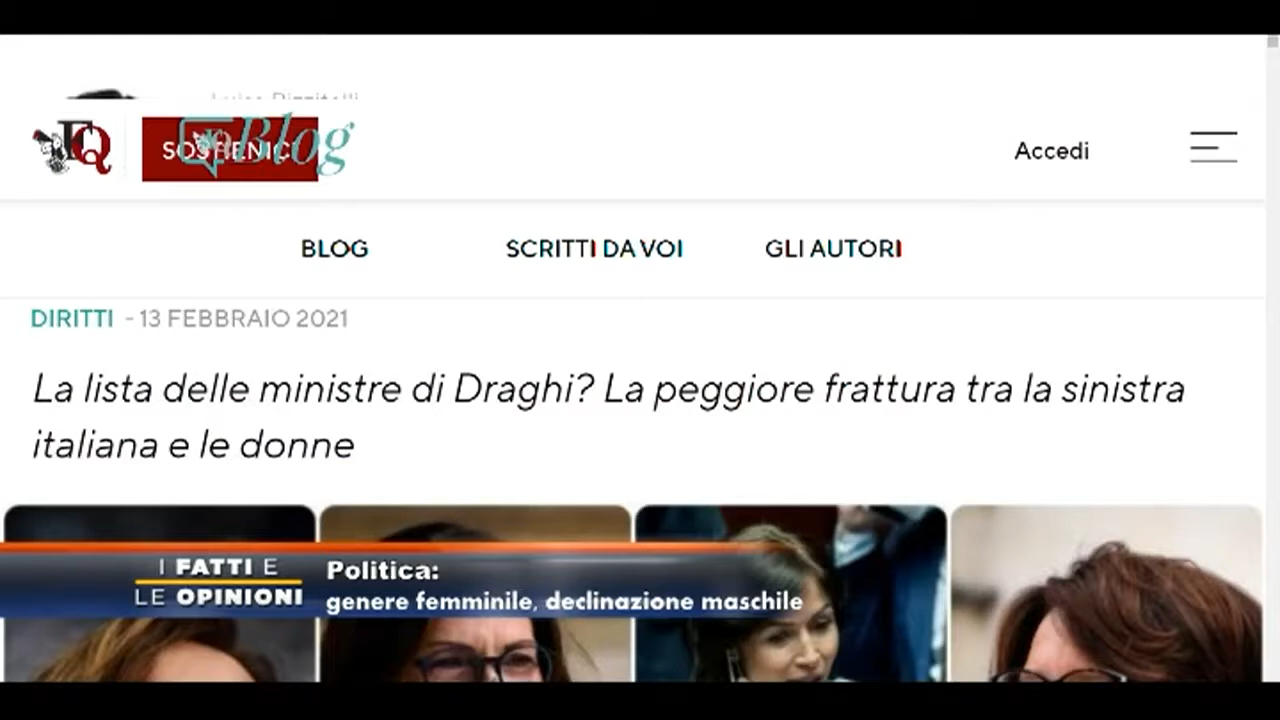 FQ
SOSTIENICI
Blog
Accedi
BLOG
SCRITTI DA VOI
GLI AUTORI
DIRITTI - 13 FEBBRAIO 2021
La lista delle ministre di Draghi? La peggiore frattura tra la sinistra
italiana e le donne
I FATTI E
LE OPINIONI
Politica:
genere femminile, declinazione maschile